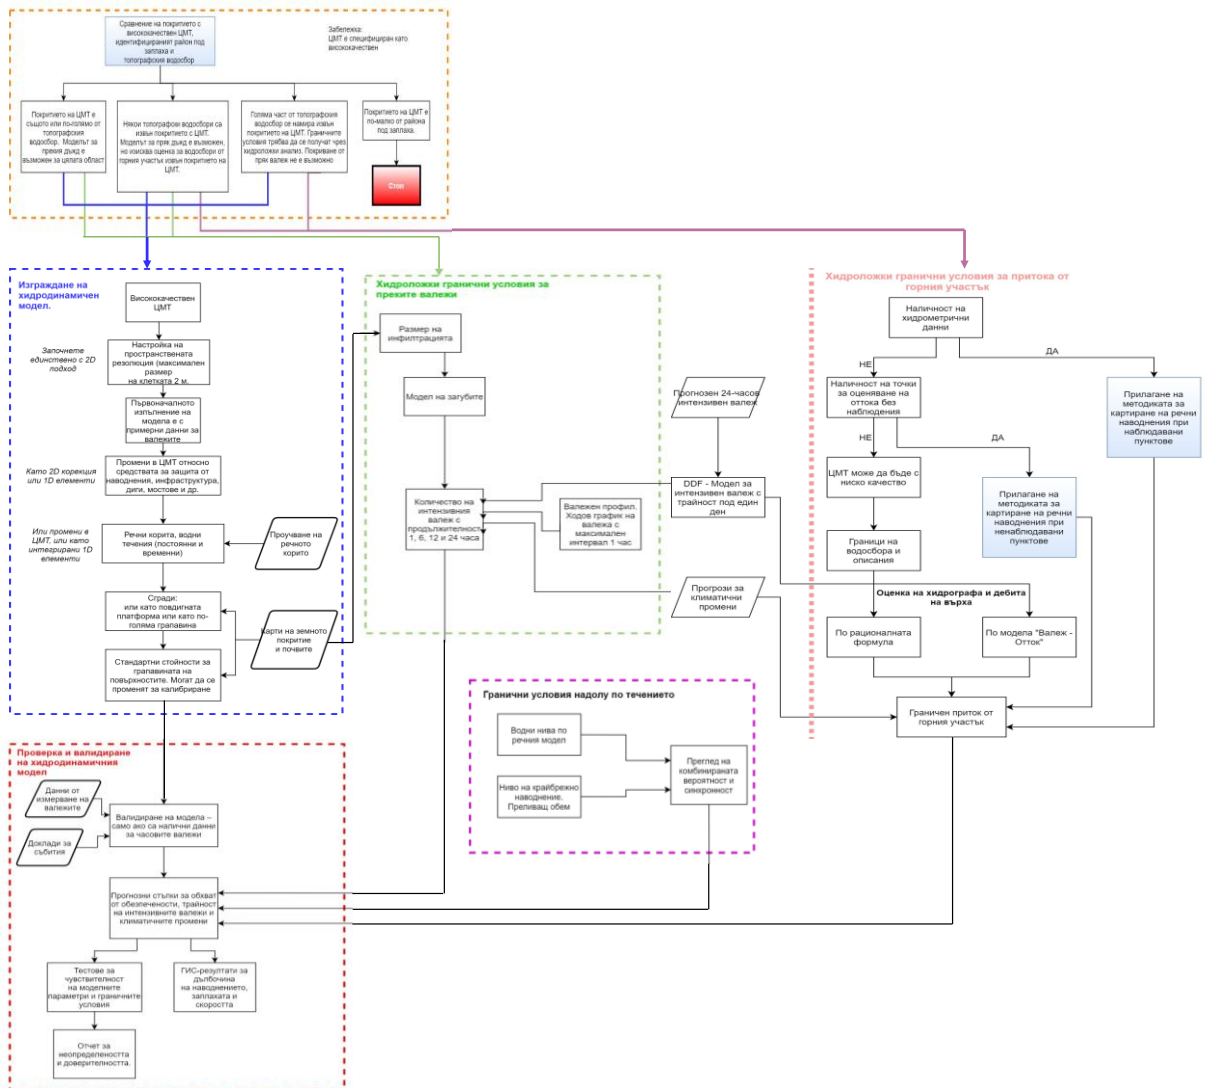 Сравнение на покритието с
висококачествен ЦМТ,
идентифицираният район под
заплаха и
топографския водосбор
Забележка:
ЦМТ е специфициран като
висококачествен
Покритието на ЦМТ е
същото или по-голямо от
топографския
водосбор. Моделът за
прекия дъжд е
възможен за цялата област
Някои топографски водосбори са
извън покритието с ЦМТ.
Моделът за пряк дъжд е възможен,
но изисква оценка за водосбори от
горния участък извън покритието на
ЦМТ.
Голяма част от топографския
водосбор се намира извън
покритието на ЦМТ. Граничните
условия трябва да се получат чрез
хидроложки анализ. Покриване от
пряк валеж не е възможно
Покритието на ЦМТ е
по-малко от района
под заплаха.
Стоп
Изграждане на
хидродинамичен
модел.
Висококачествен
ЦМТ
Започнете
единствено с 2D
подход
Настройка на
пространствената
резолюция (максимален
размер
на клетката 2 м.
Първоначалното
изпълнение на
модела е с
примерни данни за
валежите
Като 2D корекция
или 1D елементи
Промени в ЦМТ относно
средствата за защита от
наводнения, инфраструктура,
диги, мостове и др.
Или промени в
ЦМТ, или като
интегрирани 1D
елементи
Речни корита, водни
течения (постоянни и
временни)
Проучване на
речното
корито
Сгради:
или като повдигната
платформа или като по-
голяма грапавина
Карти на земното
покритие
и почвите
Стандартни стойности за
грапавината на
повърхностите. Могат да се
променят за калибриране
Хидроложки гранични условия за
преките валежи
Размер на
инфилтрацията
Модел на загубите
Количество на
интензивния
валеж с
продължителност
1, 6, 12 и 24 часа
Валежен профил.
Ходов график на
валежа с
максимален
интервал 1 час
Прогнозен 24-часов
интензивен валеж
DDF - Модел за
интензивен валеж с
трайност под един
ден
Прогрози за
климатични
промени
Хидроложки гранични условия за притока от
горния участък
Наличност на
хидрометрични
данни
НЕ
ДА
Наличност на точки
за оценяване на
оттока без
наблюдения
Прилагане на
методиката за
картиране на речни
наводнения при
наблюдавани
пунктове
НЕ
ДА
ЦМТ може да бъде с
ниско качество
Прилагане на
методиката за
картиране на речни
наводнения при
ненаблюдавани
пунктове
Граници на
водосбора и
описания
Оценка на хидрографа и дебита
на върха
По рационалната
формула
По модела "Валеж -
Отток"
Граничен приток от
горния участък
Гранични условия надолу по течението
Водни нива по
речния модел
Ниво на крайбрежно
наводнение.
Преливащ обем
Преглед на
комбинираната
вероятност и
синхронност
Проверка и валидиране
на хидродинамичния
модел
Данни от
измерване на
валежите
Доклади за
събития
Валидиране на модела –
само ако са налични данни
за часовите валежи
Прогнозни стъпки за обхват
от обезпечености, трайност
на интензивните валежи и
климатичните промени
Тестове за
чувствителност
на моделните
параметри и граничните
условия
ГИС-резултати за
дълбочина
на наводнението,
заплахата и
скоростта
Отчет за
неопределеността
и доверителността.